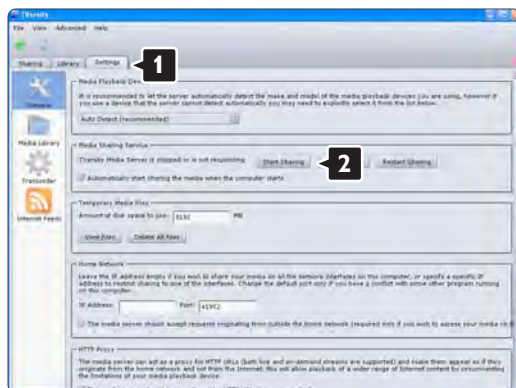 TVersity
File View Advanced Help
Sharing Library Settings
1
Media Playback Dev
It is recommended to let the server automatically detect the make and model of the media playback devices you are using, however if
you use a device that the server cannot detect automatically you may need to explicitly select it from the list below.
Auto Detect (recommended)
Media Library
Media Sharing Service
TVersity Media Server is stopped or is not responding. Start Sharing
2
Restart Sharing
Automatically start sharing the media when the computer starts
Transcoder
Temporary Media Files
Amount of disk space to use: 8192 MB
Internet Feeds
View Files Delete All Files
Home Network
Leave the IP address empty if you wish to share your media on all the network interfaces on this computer, or specify a specific IP
address to restrict sharing to one of the interfaces. Change the default port only if you have a conflict with some other program running
on this computer.
IP Address: Port: 41952
The media server should accept requests originating from outside the home network (required only if you wish to access your media on
HTTP Proxy
The media server can act as a proxy for HTTP URLs (both live and on-demand streams are supported) and make them appear as if they
originate from the home network and not from the Internet, this will allow playback of a wider range of Internet content by circumventing
the limitations of your media playback device.